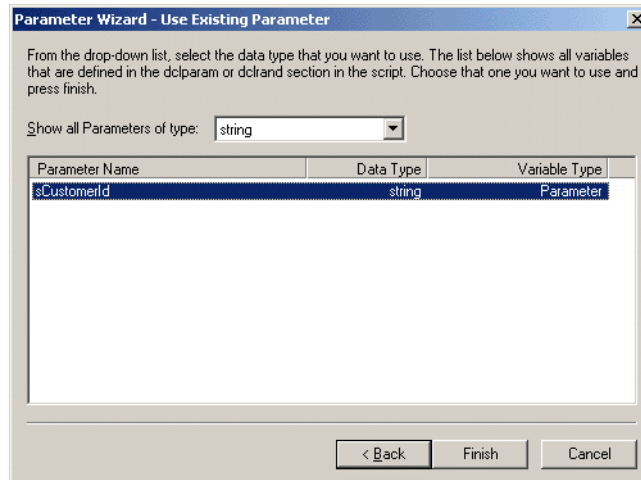 Parameter Wizard - Use Existing Parameter
From the drop-down list, select the data type that you want to use. The list below shows all variables
that are defined in the dclparam or dclrand section in the script. Choose that one you want to use and
press finish.
Show all Parameters of type: string
Parameter Name Data Type Variable Type
sCustomerId string Parameter
< Back Finish Cancel